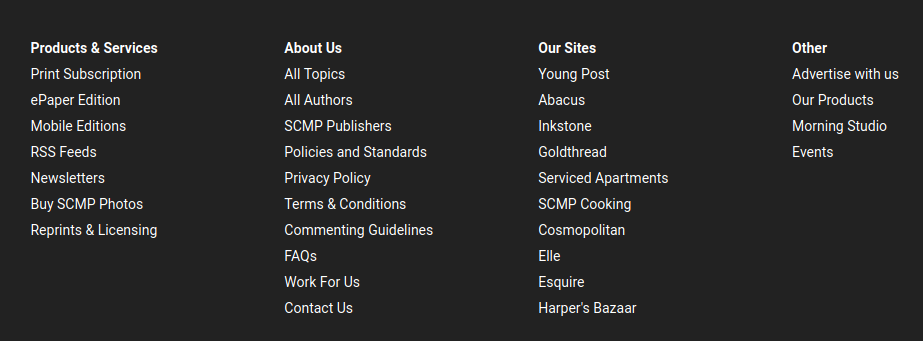 Products & Services
Print Subscription
ePaper Edition
Mobile Editions
RSS Feeds
Newsletters
Buy SCMP Photos
Reprints & Licensing
About Us
All Topics
All Authors
SCMP Publishers
Policies and Standards
Privacy Policy
Terms & Conditions
Commenting Guidelines
FAQs
Work For Us
Contact Us
Our Sites
Young Post
Abacus
Inkstone
Goldthread
Serviced Apartments
SCMP Cooking
Cosmopolitan
Elle
Esquire
Harper's Bazaar
Other
Advertise with us
Our Products
Morning Studio
Events